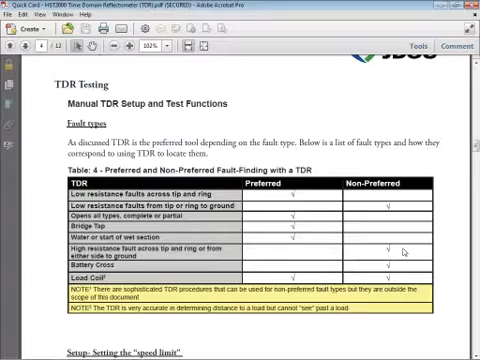 Quick Card - HST3000 Time Domain Reflectometer (TDR).pdf (SECURED) - Adobe Acrobat Pro
File Edit View Window Help
Create
4 / 12 102% Tools Comment
JDSU
TDR Testing
Manual TDR Setup and Test Functions
Fault types
As discussed TDR is the preferred tool depending on the fault type. Below is a list of fault types and how they
correspond to using TDR to locate them.
Table: 4 - Preferred and Non-Preferred Fault-Finding with a TDR
TDR Preferred Non-Preferred
Low resistance faults across tip and ring √
Low resistance faults from tip or ring to ground √
Opens all types, complete or partial √
Bridge Tap √
Water or start of wet section √
High resistance fault across tip and ring or from √
either side to ground
Battery Cross √
Load Coil² √ √
NOTE¹ There are sophisticated TDR procedures that can be used for non-preferred fault types but they are outside the
scope of this document!
NOTE² The TDR is very accurate in determining distance to a load but cannot "see" past a load
Setup- Setting the "speed limit"